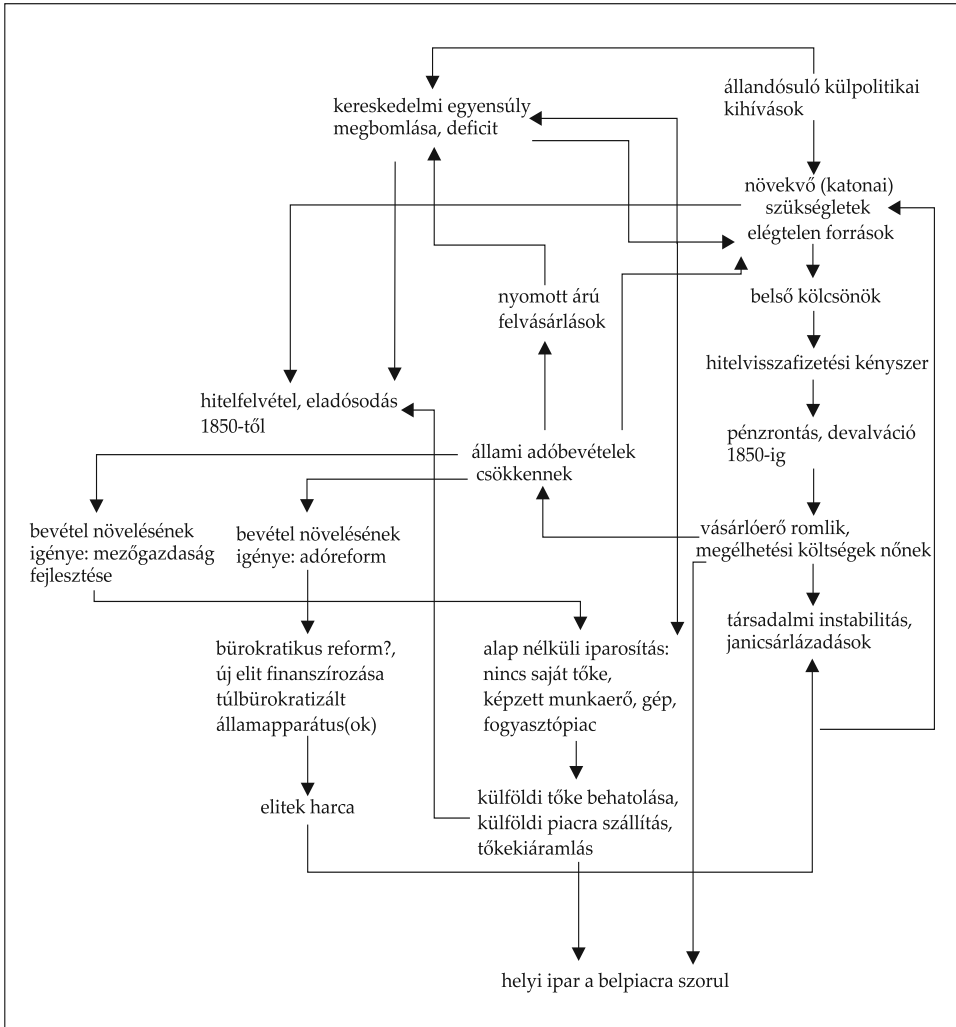 állandósuló külpolitikai
kihívások
kereskedelmi egyensúly
megbomlása, deficit
növekvő (katonai)
szükségletek
elégtelen források
nyomott árú
felvásárlások
belső kölcsönök
hitelvisszafizetési kényszer
hitelfelvétel, eladósodás
1850-től
pénzrontás, devalváció
1850-ig
állami adóbevételek
csökkennek
bevétel növelésének
igénye: mezőgazdaság
fejlesztése
bevétel növelésének
igénye: adóreform
vásárlóerő romlik,
megélhetési költségek nőnek
bürokratikus reform?,
új elit finanszírozása
túlbürokratizált
államapparátus(ok)
alap nélküli iparosítás:
nincs saját tőke,
képzett munkaerő, gép,
fogyasztópiac
társadalmi instabilitás,
janicsárlázadások
elitek harca
külföldi tőke behatolása,
külföldi piacra szállítás,
tőkekiáramlás
helyi ipar a belpiacra szorul